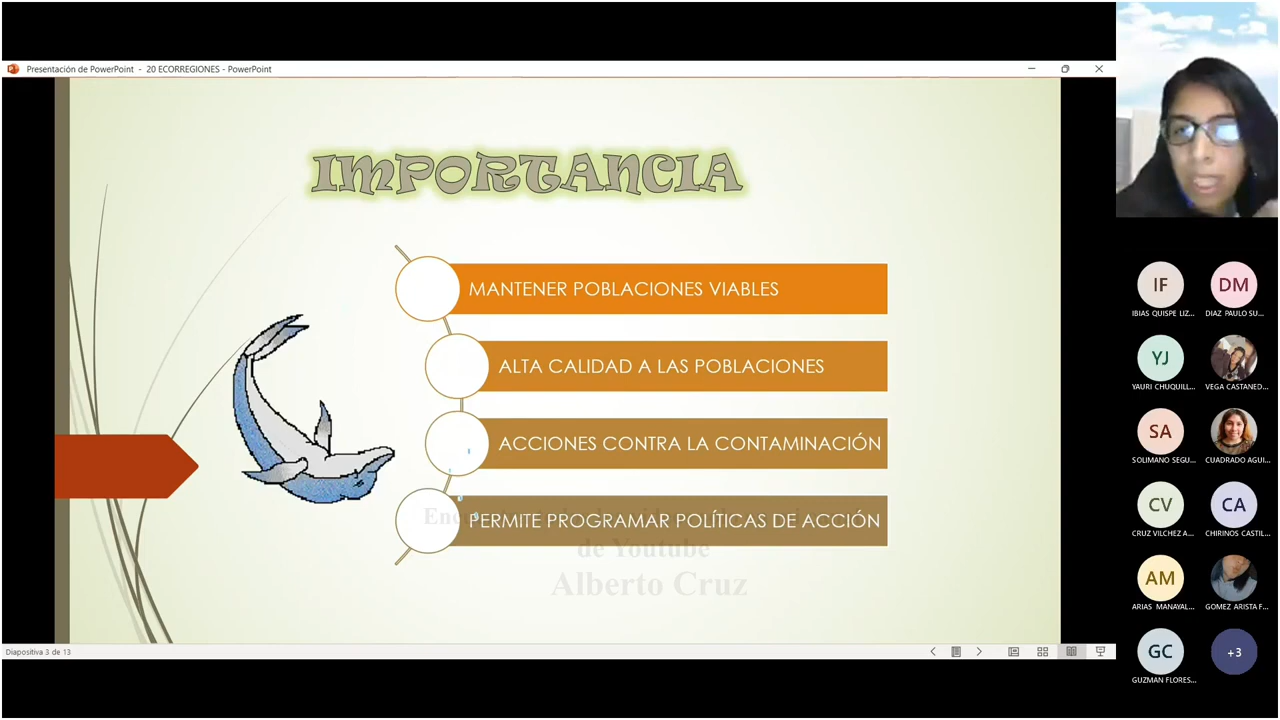 Presentación de PowerPoint - 20 ECORREGIONES - PowerPoint
IMPORTANCIA
MANTENER POBLACIONES VIABLES
ALTA CALIDAD A LAS POBLACIONES
ACCIONES CONTRA LA CONTAMINACIÓN
PERMITE PROGRAMAR POLÍTICAS DE ACCIÓN
de Youtube
Alberto Cruz
Diapositiva 3 de 13
IF
IBIAS QUISPE LIZ...
DM
DIAZ PAULO SU...
YJ
YAURI CHUQUILL...
VEGA CASTANED...
SA
SOLIMANO SEGU...
CUADRADO AGUI...
CV
CRUZ VILCHEZ A...
CA
CHIRINOS CASTIL...
AM
ARIAS MANAYAL...
GOMEZ ARISTA F...
GC
GUZMAN FLORES...
+3